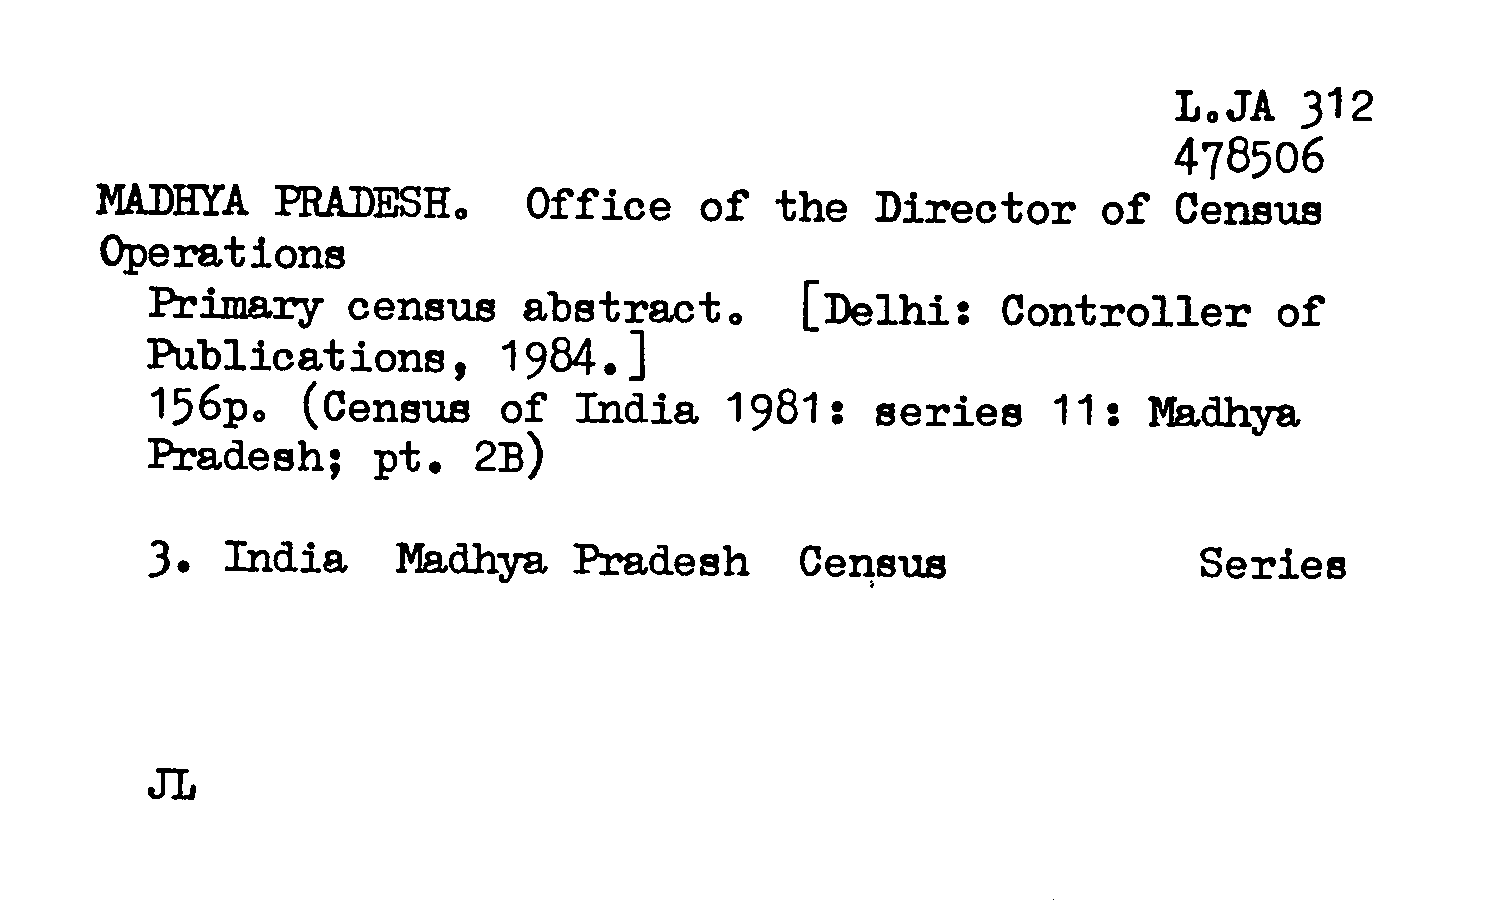 L.JA 312
478506
MADHYA PRADESH. Office of the Director of Census
Operations
Primary census abstract. [Delhi: Controller of
Publications, 1984.]
156p. (Census of India 1981: series 11: Madhya
Pradesh; pt. 2B)
3. India Madhya Pradesh Census Series
JL